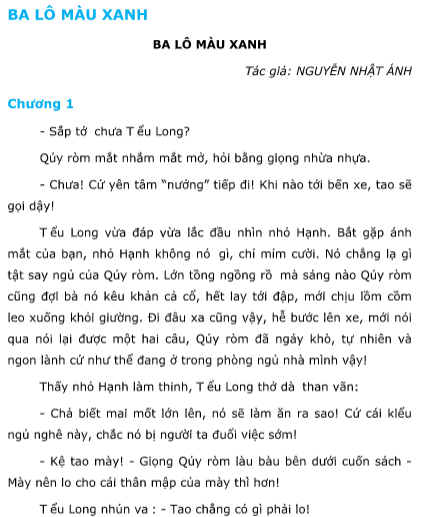 BA LÔ MÀU XANH
BA LÔ MÀU XANH
Tác giả: NGUYỄN NHẬT ÁNH
Chương 1
- Sắp tớ chưa T ểu Long?
Qúy ròm mắt nhắm mắt mở, hỏi bằng giọng nhừa nhựa.
- Chưa! Cứ yên tâm “nướng” tiếp đi! Khi nào tới bến xe, tao sẽ
gọi dậy!
T ểu Long vừa đáp vừa lắc đầu nhìn nhỏ Hạnh. Bắt gặp ánh
mắt của bạn, nhỏ Hạnh không nó gì, chỉ mỉm cười. Nó chẳng lạ gì
tật say ngủ của Qúy ròm. Lớn tồng ngồng rồ mà sáng nào Qúy ròm
cũng đợI bà nó kêu khản cả cổ, hết lay tới đập, mới chịu lồm cồm
leo xuống khỏi giường. Đi đâu xa cũng vậy, hễ bước lên xe, mới nói
qua nói lại được một hai câu, Qúy ròm đã ngáy khò, tự nhiên và
ngon lành cứ như thể đang ở trong phòng ngủ nhà mình vậy!
Thấy nhỏ Hạnh làm thinh, T ểu Long thở dà than vãn:
- Chả biết maI mốt lớn lên, nó sẽ làm ăn ra sao! Cứ cái kIểu
ngủ nghê này, chắc nó bị ngườI ta đuổi việc sớm!
- Kệ tao mày! - Giọng Qúy ròm làu bàu bên dưới cuốn sách -
Mày nên lo cho cái thân mập của mày thì hơn!
T ểu Long nhún va : - Tao chẳng có gì phảI lo!